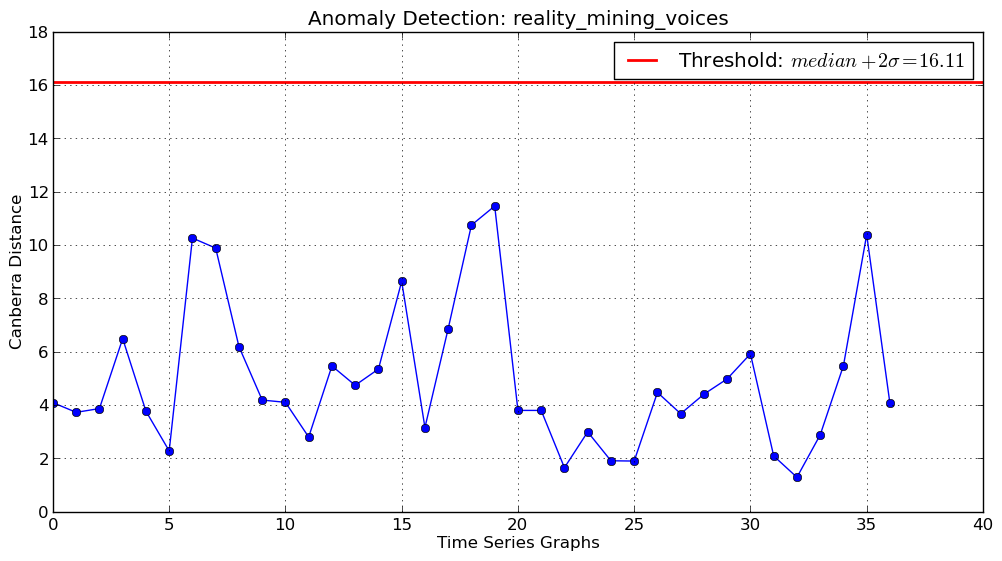 Anomaly Detection: reality_mining_voices
Threshold: median+2σ=16.11
Canberra Distance
18
16
14
12
10
8
6
4
2
0
0 5 10 15 20 25 30 35 40
Time Series Graphs